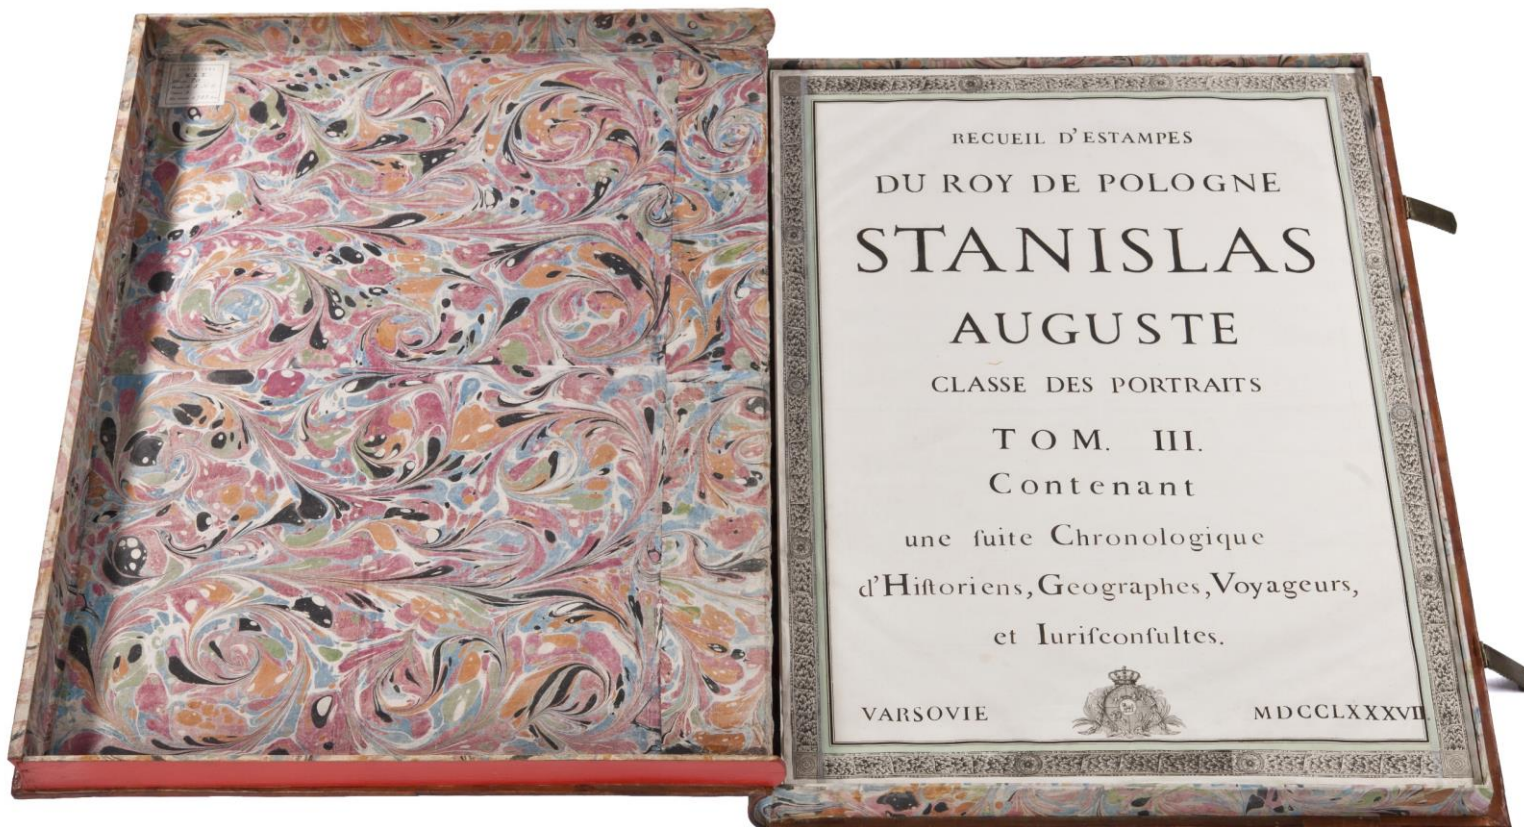 RECUEIL D'ESTAMPES
DU ROY DE POLOGNE
STANISLAS
AUGUSTE
CLASSE DES PORTRAITS
TOM. III.
Contenant
une ſuite Chronologique
d'Hiſtoriens, Geographes, Voyageurs,
et Iuriſconſultes.
VARSOVIE MDCCLXXXVII.